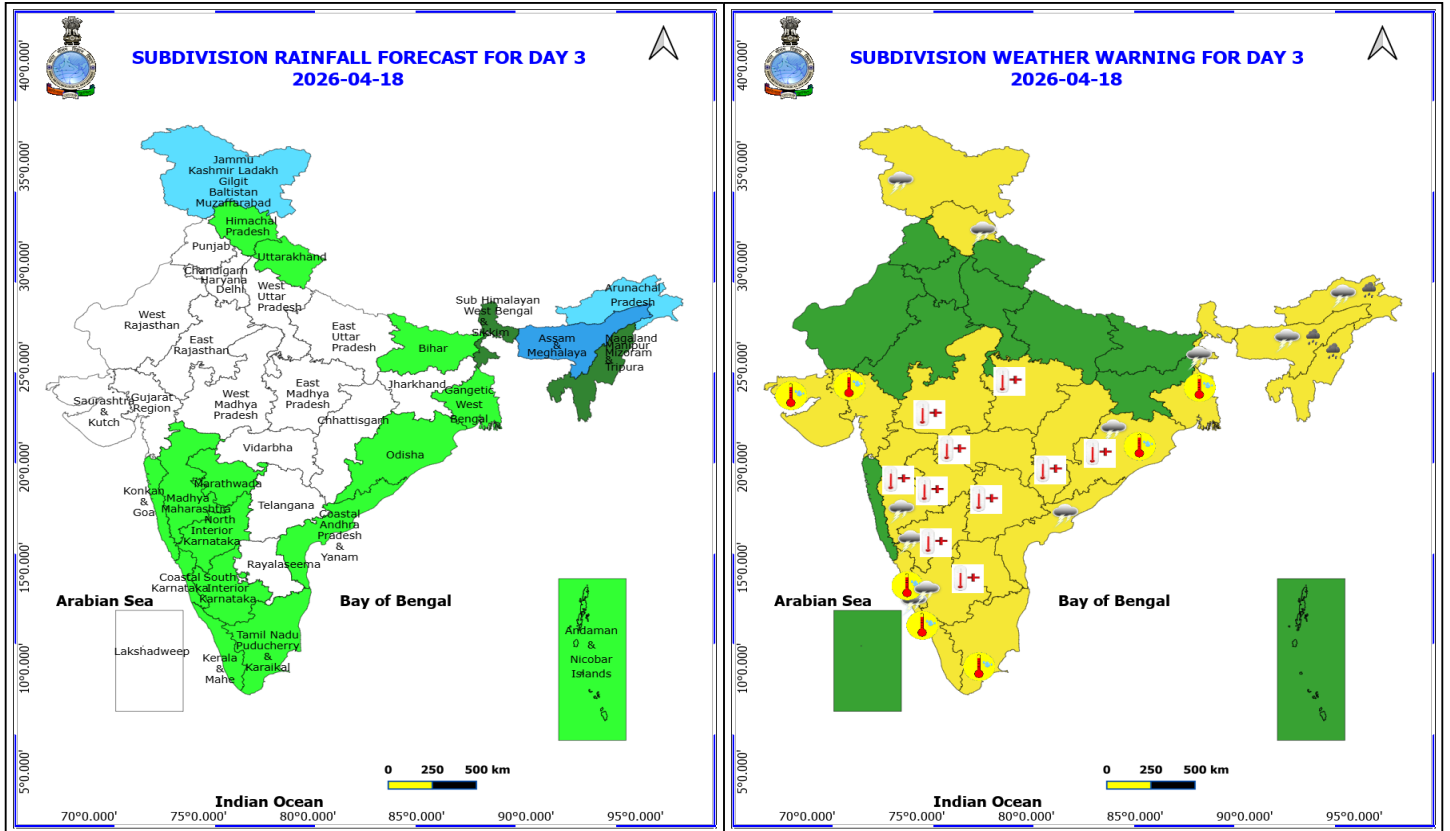 SUBDIVISION RAINFALL FORECAST FOR DAY 3
2026-04-18
40°0.000'
35°0.000'
30°0.000'
25°0.000'
20°0.000'
15°0.000'
10°0.000'
5°0.000'
Jammu
Kashmir Ladakh
Gilgit
Baltistan
Muzaffarabad
Himachal
Pradesh
Punjab
Uttarakhand
Chandigarh
Haryana
Delhi
West
Uttar
Pradesh
West
Rajasthan
East
Rajasthan
East
Uttar
Pradesh
Sub Himalayan
West Bengal
&
Sikkim
Arunachal
Pradesh
Assam
&
Meghalaya
Nagaland
Manipur
Mizoram
&
Tripura
Bihar
Jharkhand
Gangetic
West
Bengal
Saurashtra
&
Kutch
Gujarat
Region
West
Madhya
Pradesh
East
Madhya
Pradesh
Chhattisgarh
Vidarbha
Odisha
Konkan
&
Goa
Marathwada
Madhya
Maharashtra
North
Interior
Karnataka
Telangana
Coastal
Andhra
Pradesh
&
Yanam
Rayalaseema
Coastal
Karnataka
South
Interior
Karnataka
Arabian Sea
Bay of Bengal
Lakshadweep
Kerala
&
Mahe
Tamil Nadu
Puducherry
&
Karaikal
Andaman
&
Nicobar
Islands
0 250 500 km
Indian Ocean
70°0.000' 75°0.000' 80°0.000' 85°0.000' 90°0.000' 95°0.000'
SUBDIVISION WEATHER WARNING FOR DAY 3
2026-04-18
40°0.000'
35°0.000'
30°0.000'
25°0.000'
20°0.000'
15°0.000'
10°0.000'
5°0.000'
Arabian Sea
Bay of Bengal
0 250 500 km
Indian Ocean
70°0.000' 75°0.000' 80°0.000' 85°0.000' 90°0.000' 95°0.000'